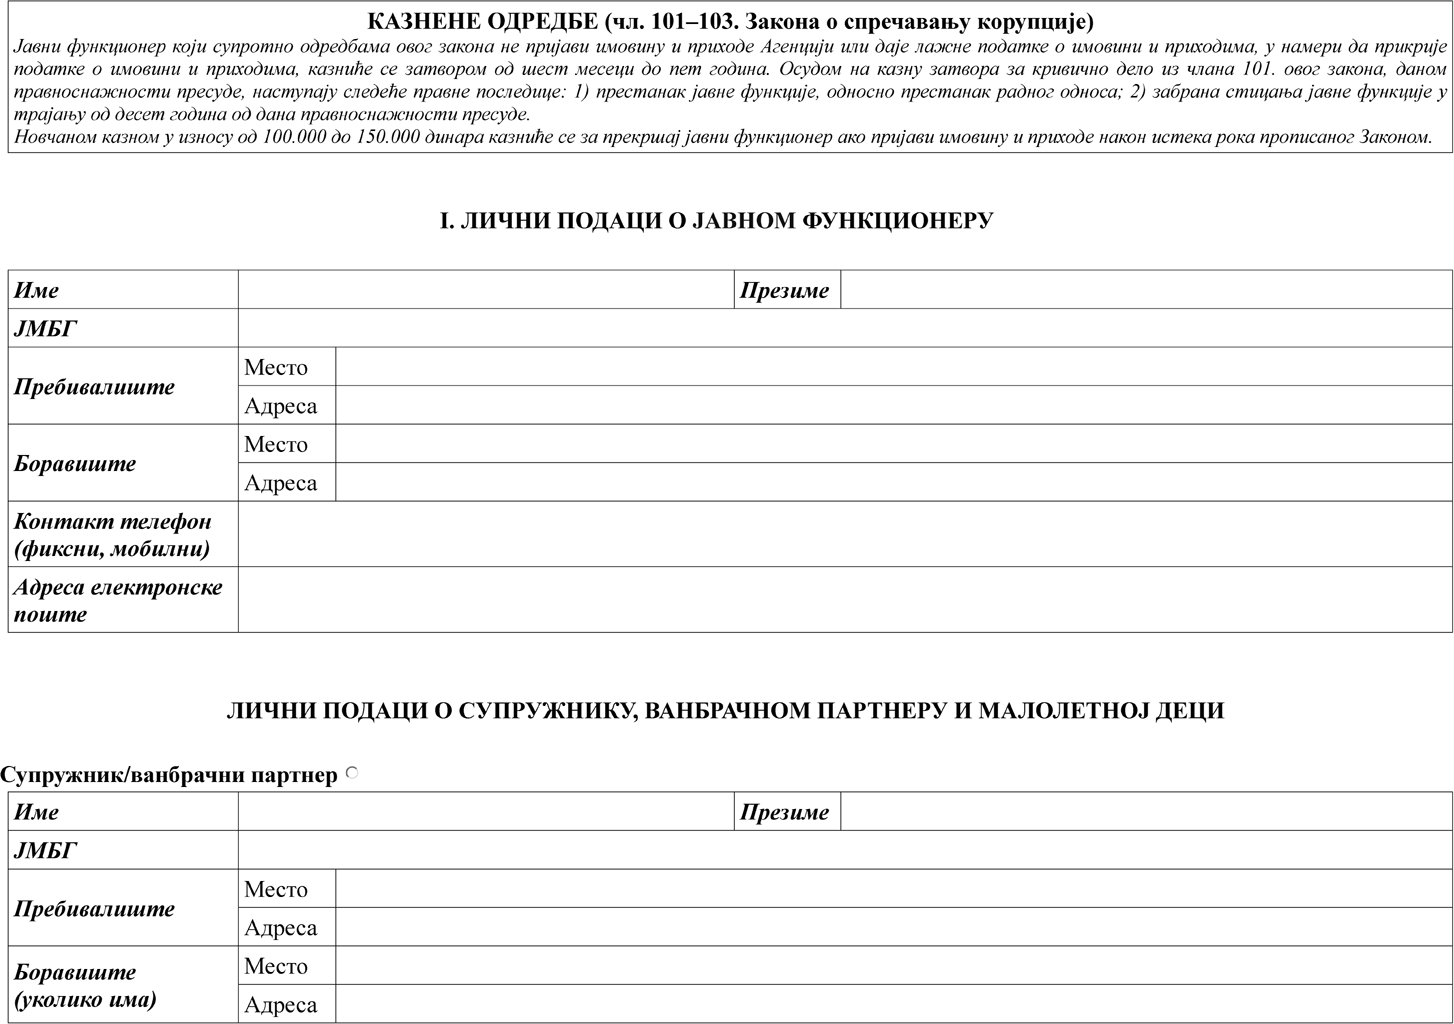 КАЗНЕНЕ ОДРЕДБЕ (чл. 101–103. Закона о спречавању корупције)
Јавни функционер који супротно одредбама овог закона не пријави имовину и приходе Агенцији или даје лажне податке о имовини и приходима, у намери да прикрије
податке о имовини и приходима, казниће се затвором од шест месеци до пет година. Осудом на казну затвора за кривично дело из члана 101. овог закона, даном
правноснажности пресуде, наступају следеће правне последице: 1) престанак јавне функције, односно престанак радног односа; 2) забрана стицања јавне функције у
трајању од десет година од дана правноснажности пресуде.
Новчаном казном у износу од 100.000 до 150.000 динара казниће се за прекршај јавни функционер ако пријави имовину и приходе након истека рока прописаног Законом.
I. ЛИЧНИ ПОДАЦИ О ЈАВНОМ ФУНКЦИОНЕРУ
Име Презиме
ЈМБГ
Пребивалиште
Место
Адреса
Боравиште
Место
Адреса
Контакт телефон
(фиксни, мобилни)
Адреса електронске
поште
ЛИЧНИ ПОДАЦИ О СУПРУЖНИКУ, ВАНБРАЧНОМ ПАРТНЕРУ И МАЛОЛЕТНОЈ ДЕЦИ
Супружник/ванбрачни партнер
Име Презиме
ЈМБГ
Пребивалиште
Место
Адреса
Боравиште
(уколико има)
Место
Адреса